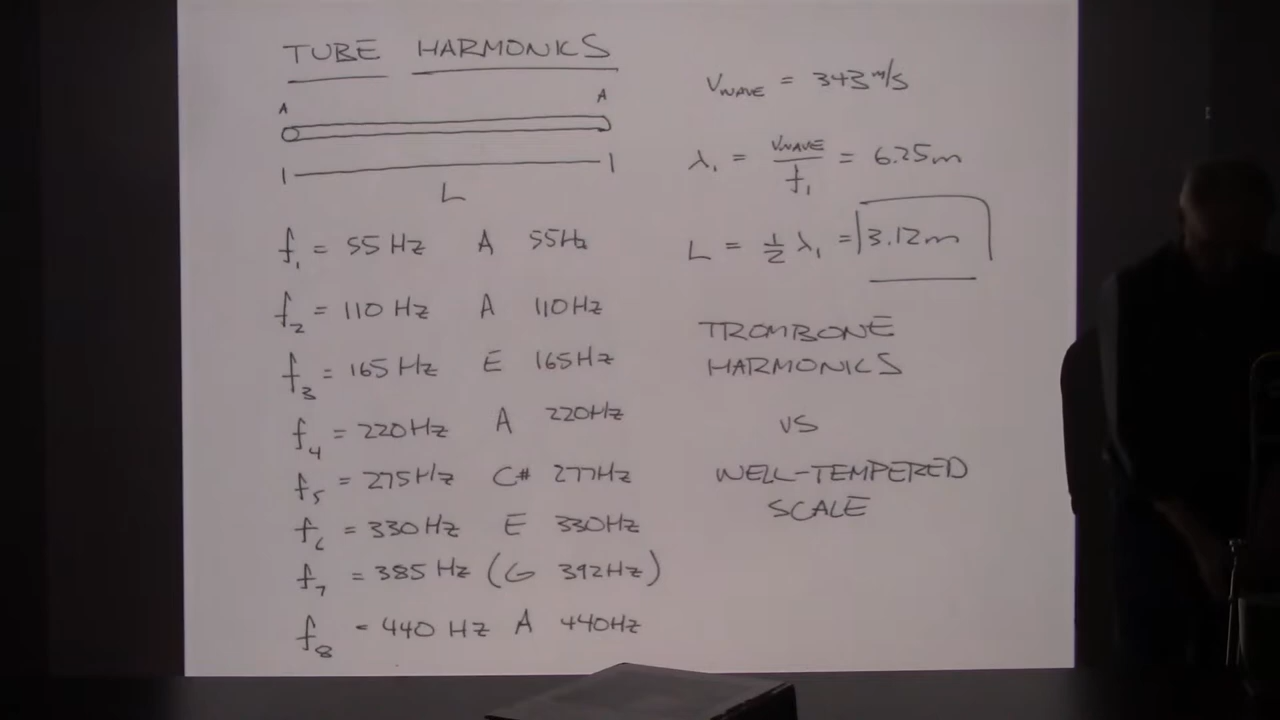 TUBE HARMONICS
A A
L
f₁ = 55 Hz A 55Hz
f₂ = 110 Hz A 110Hz
f₃ = 165 Hz E 165Hz
f₄ = 220Hz A 220Hz
f₅ = 275Hz C# 277Hz
f₆ = 330Hz E 330Hz
f₇ = 385 Hz (G 392Hz)
f₈ = 440 Hz A 440Hz
V_WAVE = 343 m/s
λ₁ = V_WAVE / f₁ = 6.25m
L = ½ λ₁ = 3.12m
TROMBONE
HARMONICS
VS
WELL-TEMPERED
SCALE